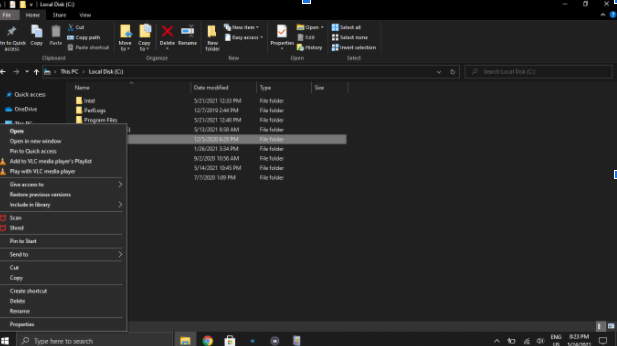 Local Disk (C:)
File
Home
Share
View
Pin to Quick access
Copy
Paste
Cut
Copy path
Paste shortcut
Move to
Copy to
Delete
Rename
New folder
New item
Easy access
Properties
Open
Edit
History
Select all
Select none
Invert selection
Clipboard
Organize
New
Open
Select
This PC > Local Disk (C:)
Search Local Disk (C:)
Quick access
OneDrive
This PC
Name
Date modified
Type
Size
Intel 5/21/2021 12:33 PM File folder
PerfLogs 12/7/2019 2:44 PM File folder
Program Files 5/21/2021 12:40 PM File folder
5/13/2021 9:58 AM File folder
12/5/2020 6:28 PM File folder
1/28/2021 3:34 PM File folder
9/2/2020 10:56 AM File folder
5/14/2021 10:45 PM File folder
7/7/2020 1:09 PM File folder
Open
Open in new window
Pin to Quick access
Add to VLC media player's Playlist
Play with VLC media player
Give access to
Restore previous versions
Include in library
Scan
Shred
Pin to Start
Send to
Cut
Copy
Create shortcut
Delete
Rename
Properties
Type here to search
ENG
8:23 PM